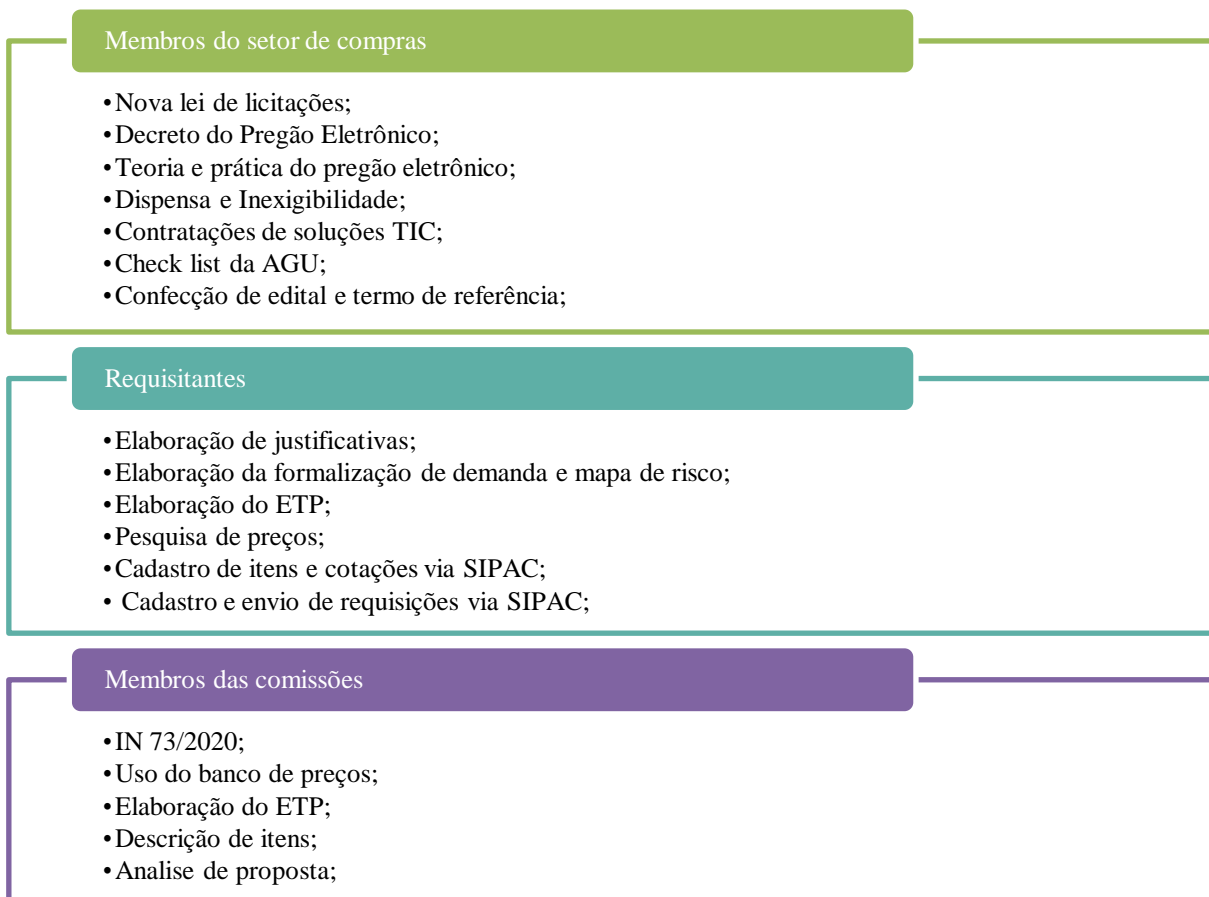 Membros do setor de compras
•Nova lei de licitações;
•Decreto do Pregão Eletrônico;
•Teoria e prática do pregão eletrônico;
•Dispensa e Inexigibilidade;
•Contratações de soluções TIC;
•Check list da AGU;
•Confecção de edital e termo de referência;
Requisitantes
•Elaboração de justificativas;
•Elaboração da formalização de demanda e mapa de risco;
•Elaboração do ETP;
•Pesquisa de preços;
•Cadastro de itens e cotações via SIPAC;
• Cadastro e envio de requisições via SIPAC;
Membros das comissões
•IN 73/2020;
•Uso do banco de preços;
•Elaboração do ETP;
•Descrição de itens;
•Analise de proposta;